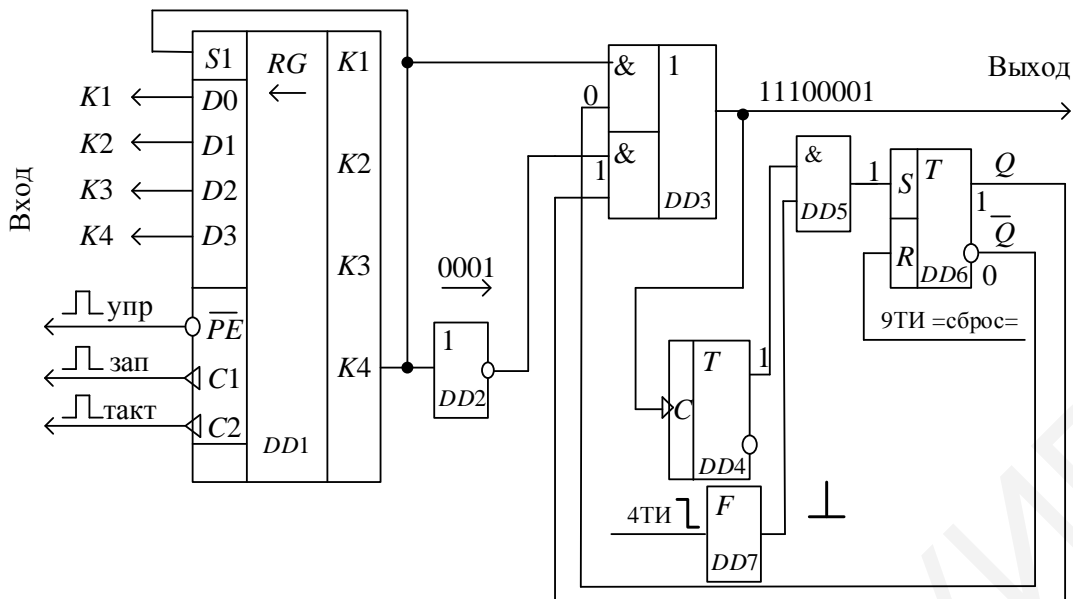 S1
RG
K1
K1
D0
K2
D1
K3
D2
K4
D3
Вход
K2
K3
K4
упр
PE
зап
C1
такт
C2
DD1
0001
1
DD2
&
1
0
&
1
DD3
11100001
Выход
&
DD5
1
S
T
Q
1
Q
R
DD6
0
9ТИ =сброс=
T
1
C
DD4
4ТИ
F
DD7